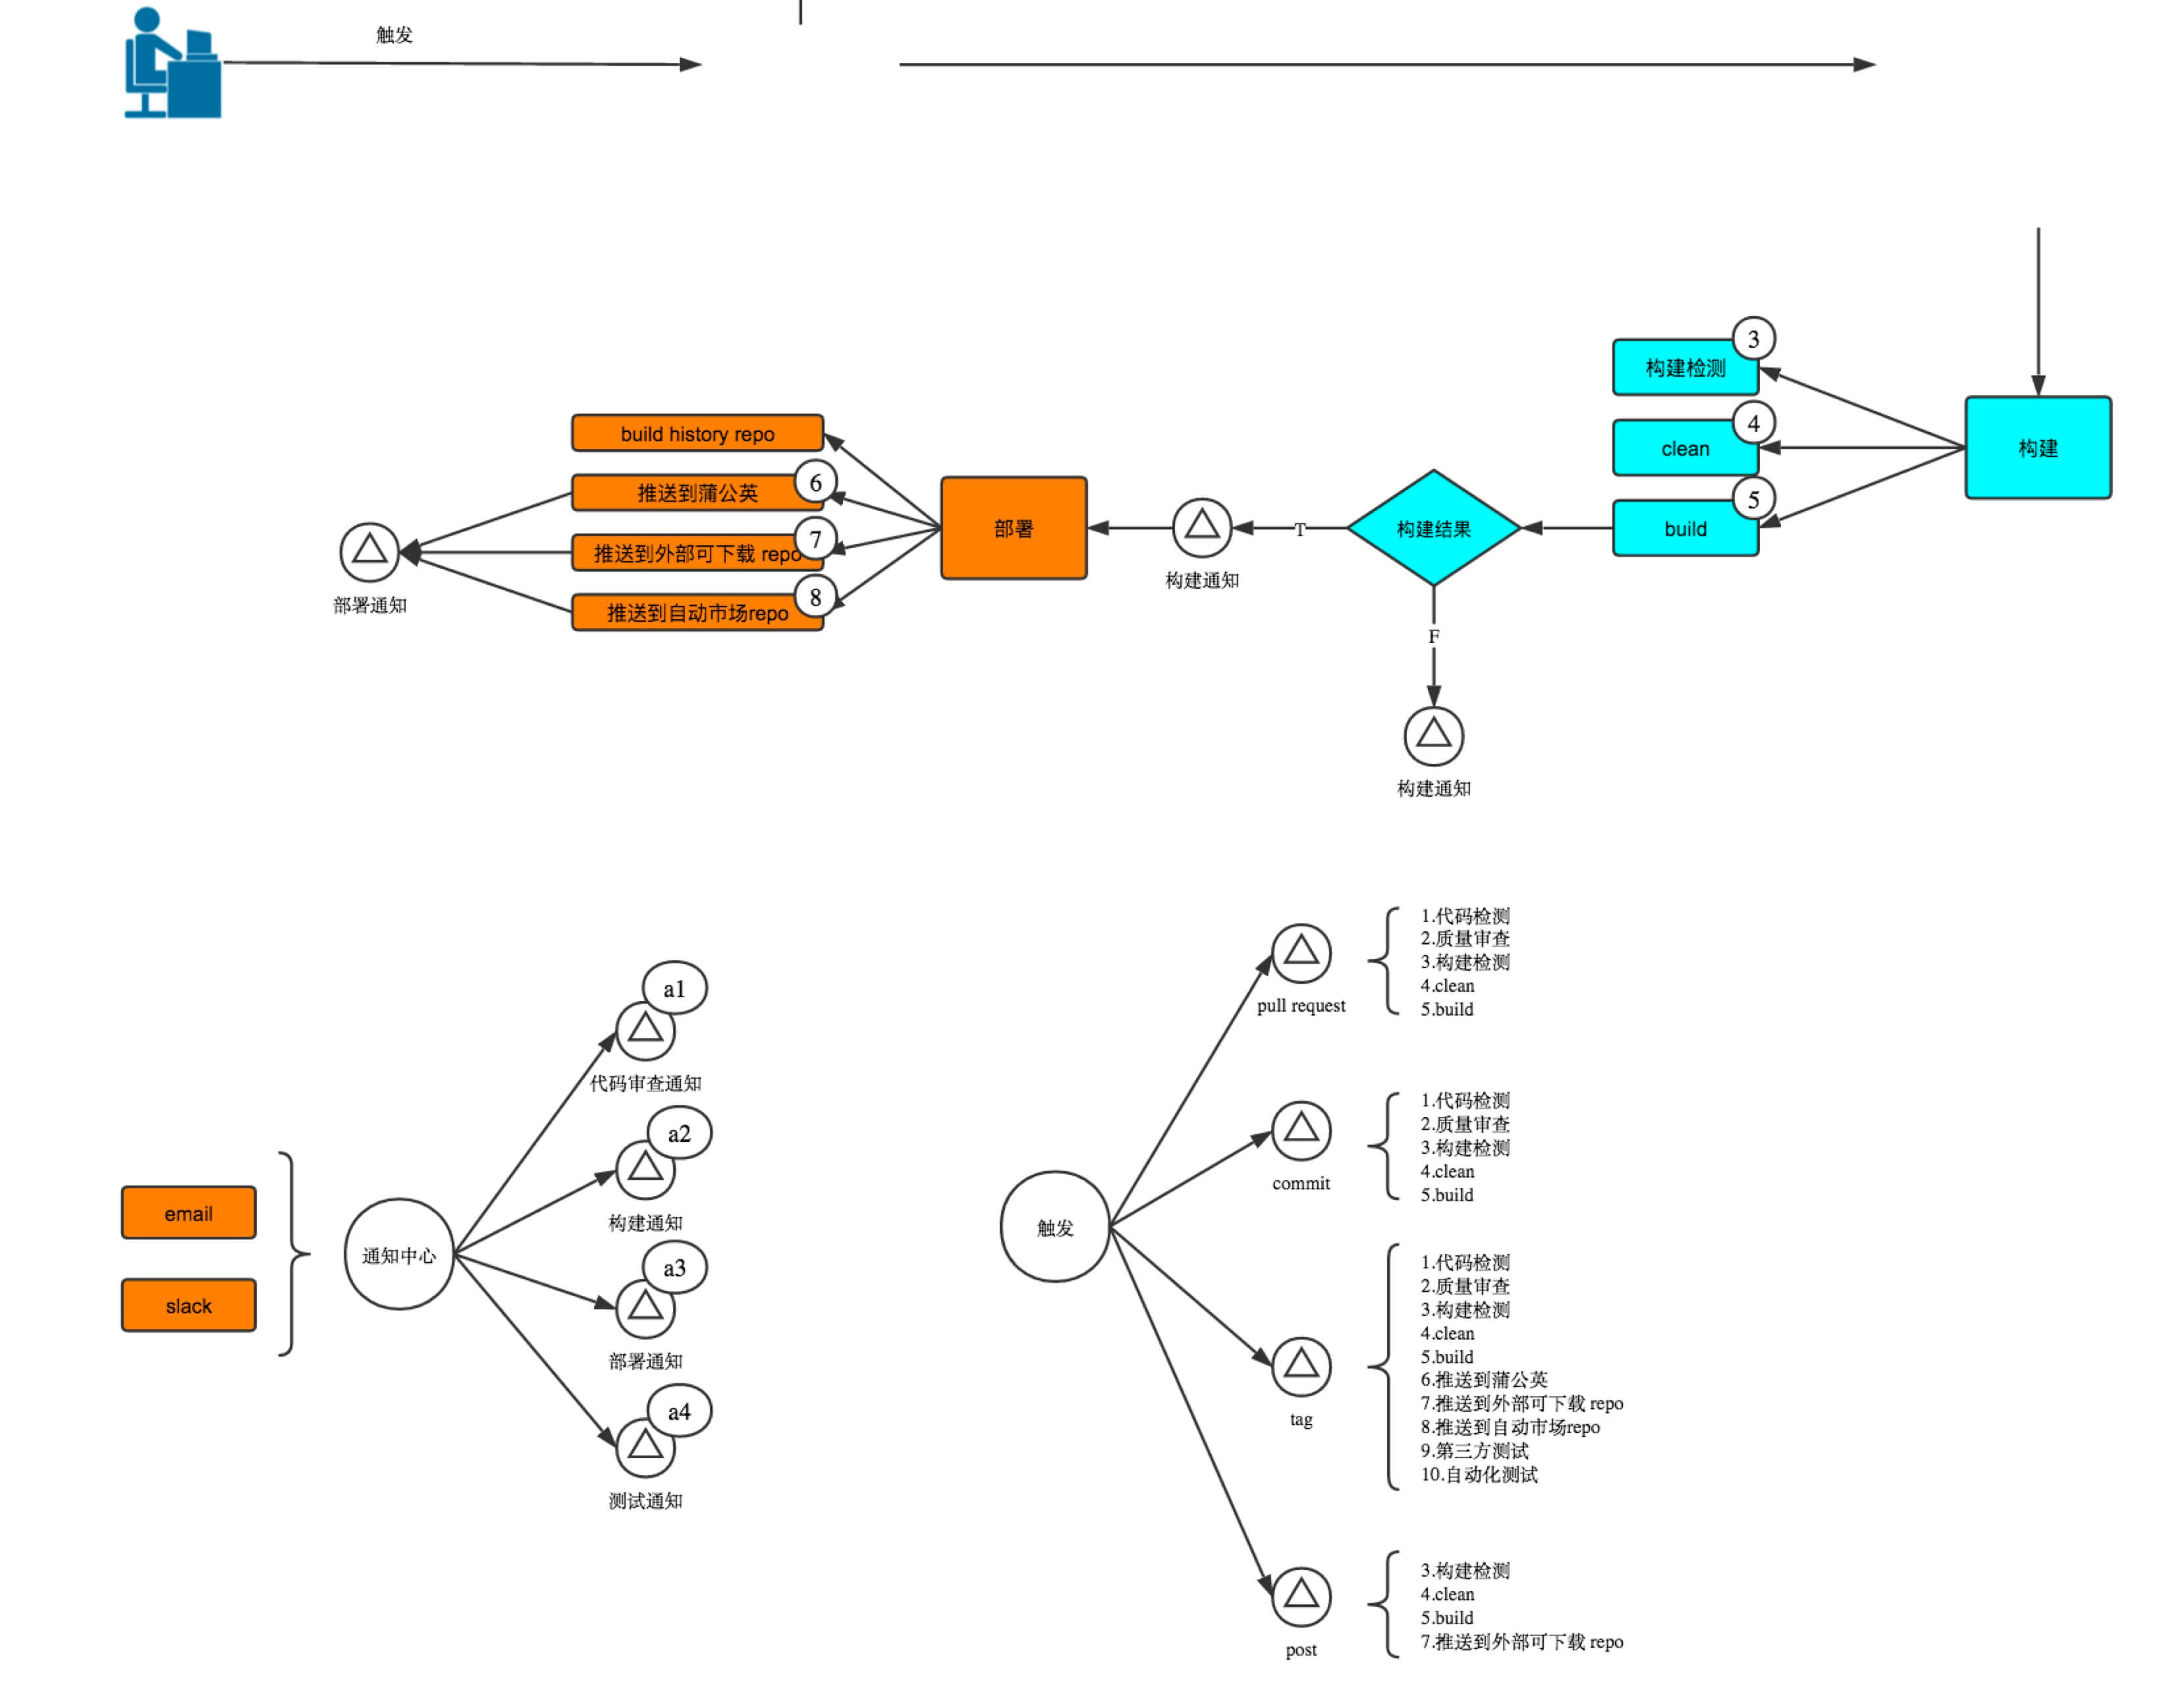 触发
3
构建检测
4
clean
构建
5
build
build history repo
6
推送到蒲公英
7
推送到外部可下载 repo
8
推送到自动市场repo
部署通知
部署
构建通知
T
构建结果
F
构建通知
email
slack
通知中心
a1
代码审查通知
a2
构建通知
a3
部署通知
a4
测试通知
触发
pull request
1.代码检测
2.质量审查
3.构建检测
4.clean
5.build
commit
1.代码检测
2.质量审查
3.构建检测
4.clean
5.build
tag
1.代码检测
2.质量审查
3.构建检测
4.clean
5.build
6.推送到蒲公英
7.推送到外部可下载 repo
8.推送到自动市场repo
9.第三方测试
10.自动化测试
post
3.构建检测
4.clean
5.build
7.推送到外部可下载 repo